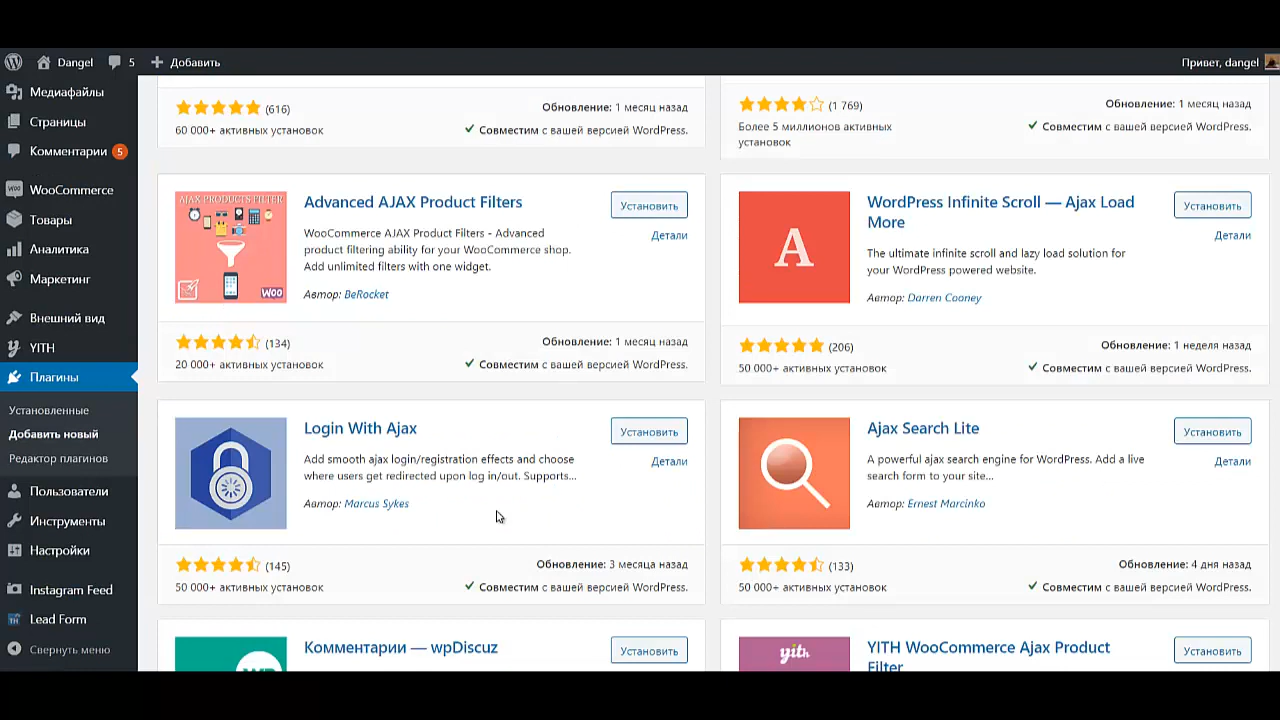 Dangel
5
Добавить
Привет, dangel
Медиафайлы
Страницы
Комментарии 5
WooCommerce
Товары
Аналитика
Маркетинг
Внешний вид
YITH
Плагины
Установленные
Добавить новый
Редактор плагинов
Пользователи
Инструменты
Настройки
Instagram Feed
Lead Form
Свернуть меню
(616)
Обновление: 1 месяц назад
60 000+ активных установок
Совместим с вашей версией WordPress.
(1 769)
Обновление: 1 месяц назад
Более 5 миллионов активных
установок
Совместим с вашей версией WordPress.
AJAX PRODUCTS FILTER
WOO
Advanced AJAX Product Filters
Установить
Детали
WooCommerce AJAX Product Filters - Advanced
product filtering ability for your WooCommerce shop.
Add unlimited filters with one widget.
Автор: BeRocket
(134)
Обновление: 1 месяц назад
20 000+ активных установок
Совместим с вашей версией WordPress.
A
WordPress Infinite Scroll — Ajax Load
More
Установить
Детали
The ultimate infinite scroll and lazy load solution for
your WordPress powered website.
Автор: Darren Cooney
(206)
Обновление: 1 неделя назад
50 000+ активных установок
Совместим с вашей версией WordPress.
Login With Ajax
Установить
Детали
Add smooth ajax login/registration effects and choose
where users get redirected upon log in/out. Supports...
Автор: Marcus Sykes
(145)
Обновление: 3 месяца назад
50 000+ активных установок
Совместим с вашей версией WordPress.
Ajax Search Lite
Установить
Детали
A powerful ajax search engine for WordPress. Add a live
search form to your site...
Автор: Ernest Marcinko
(133)
Обновление: 4 дня назад
50 000+ активных установок
Совместим с вашей версией WordPress.
Комментарии — wpDiscuz
Установить
yith
YITH WooCommerce Ajax Product
Filter
Установить